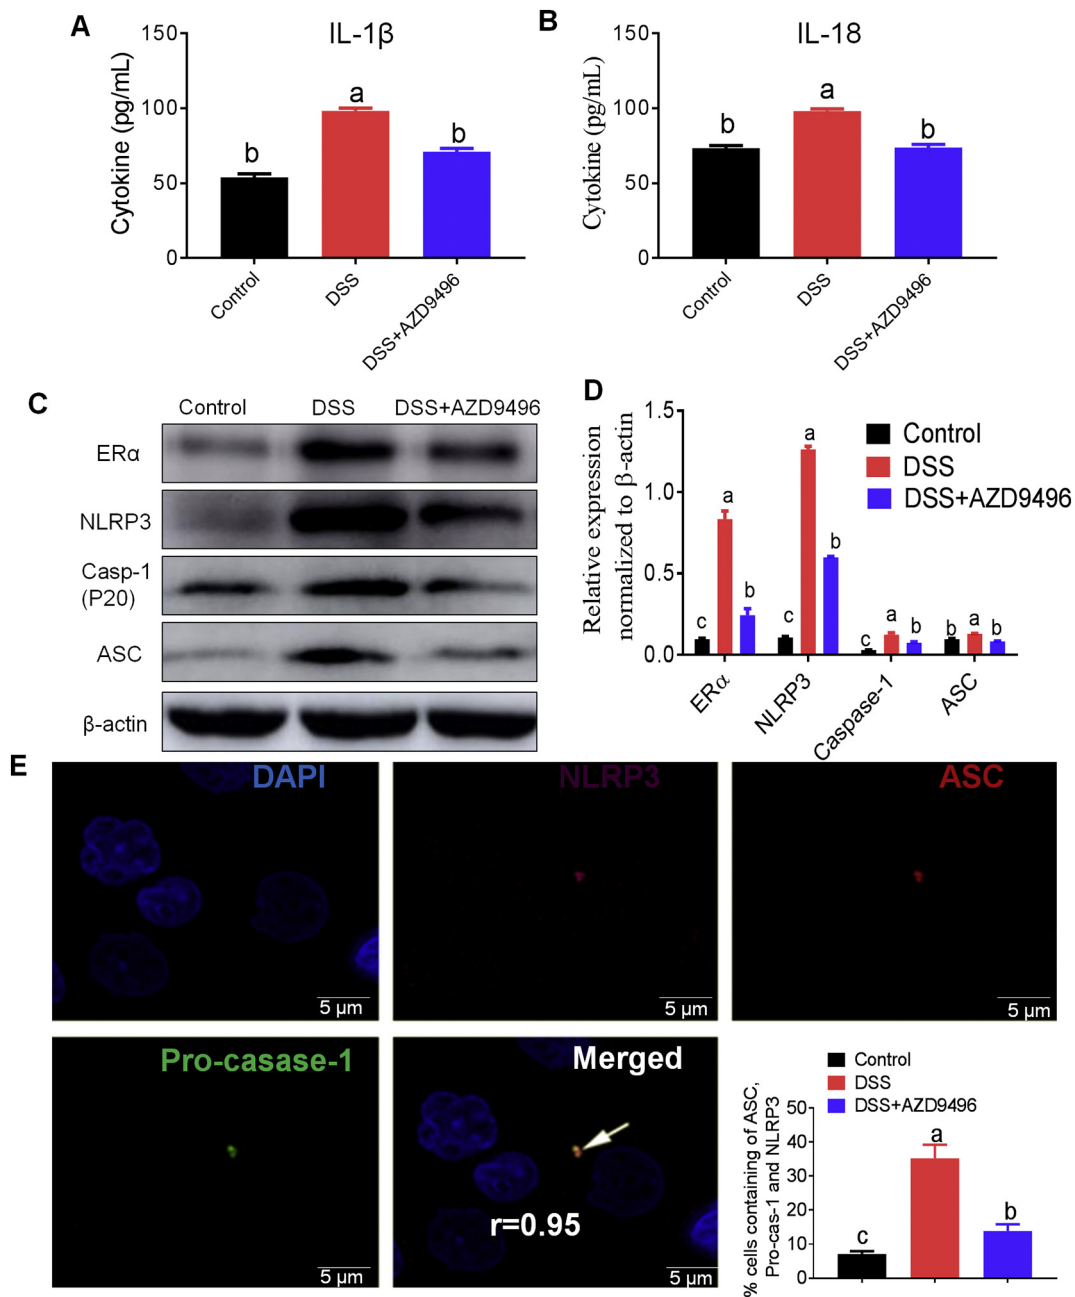 A
IL-1β
Cytokine (pg/mL)
150
100
50
0
b
a
b
Control
DSS
DSS+AZD9496
B
IL-18
Cytokine (pg/mL)
150
100
50
0
b
a
b
Control
DSS
DSS+AZD9496
C
Control
DSS
DSS+AZD9496
ERα
NLRP3
Casp-1
(P20)
ASC
β-actin
D
Relative expression
normalized to β-actin
1.5
1.0
0.5
0.0
Control
DSS
DSS+AZD9496
c
a
b
c
a
b
c
a
b
b
a
b
ERα
NLRP3
Caspase-1
ASC
E
DAPI
5 μm
NLRP3
5 μm
ASC
5 μm
Pro-casase-1
5 μm
Merged
r=0.95
5 μm
Control
DSS
DSS+AZD9496
% cells containing of ASC,
Pro-cas-1 and NLRP3
50
40
30
20
10
0
c
a
b